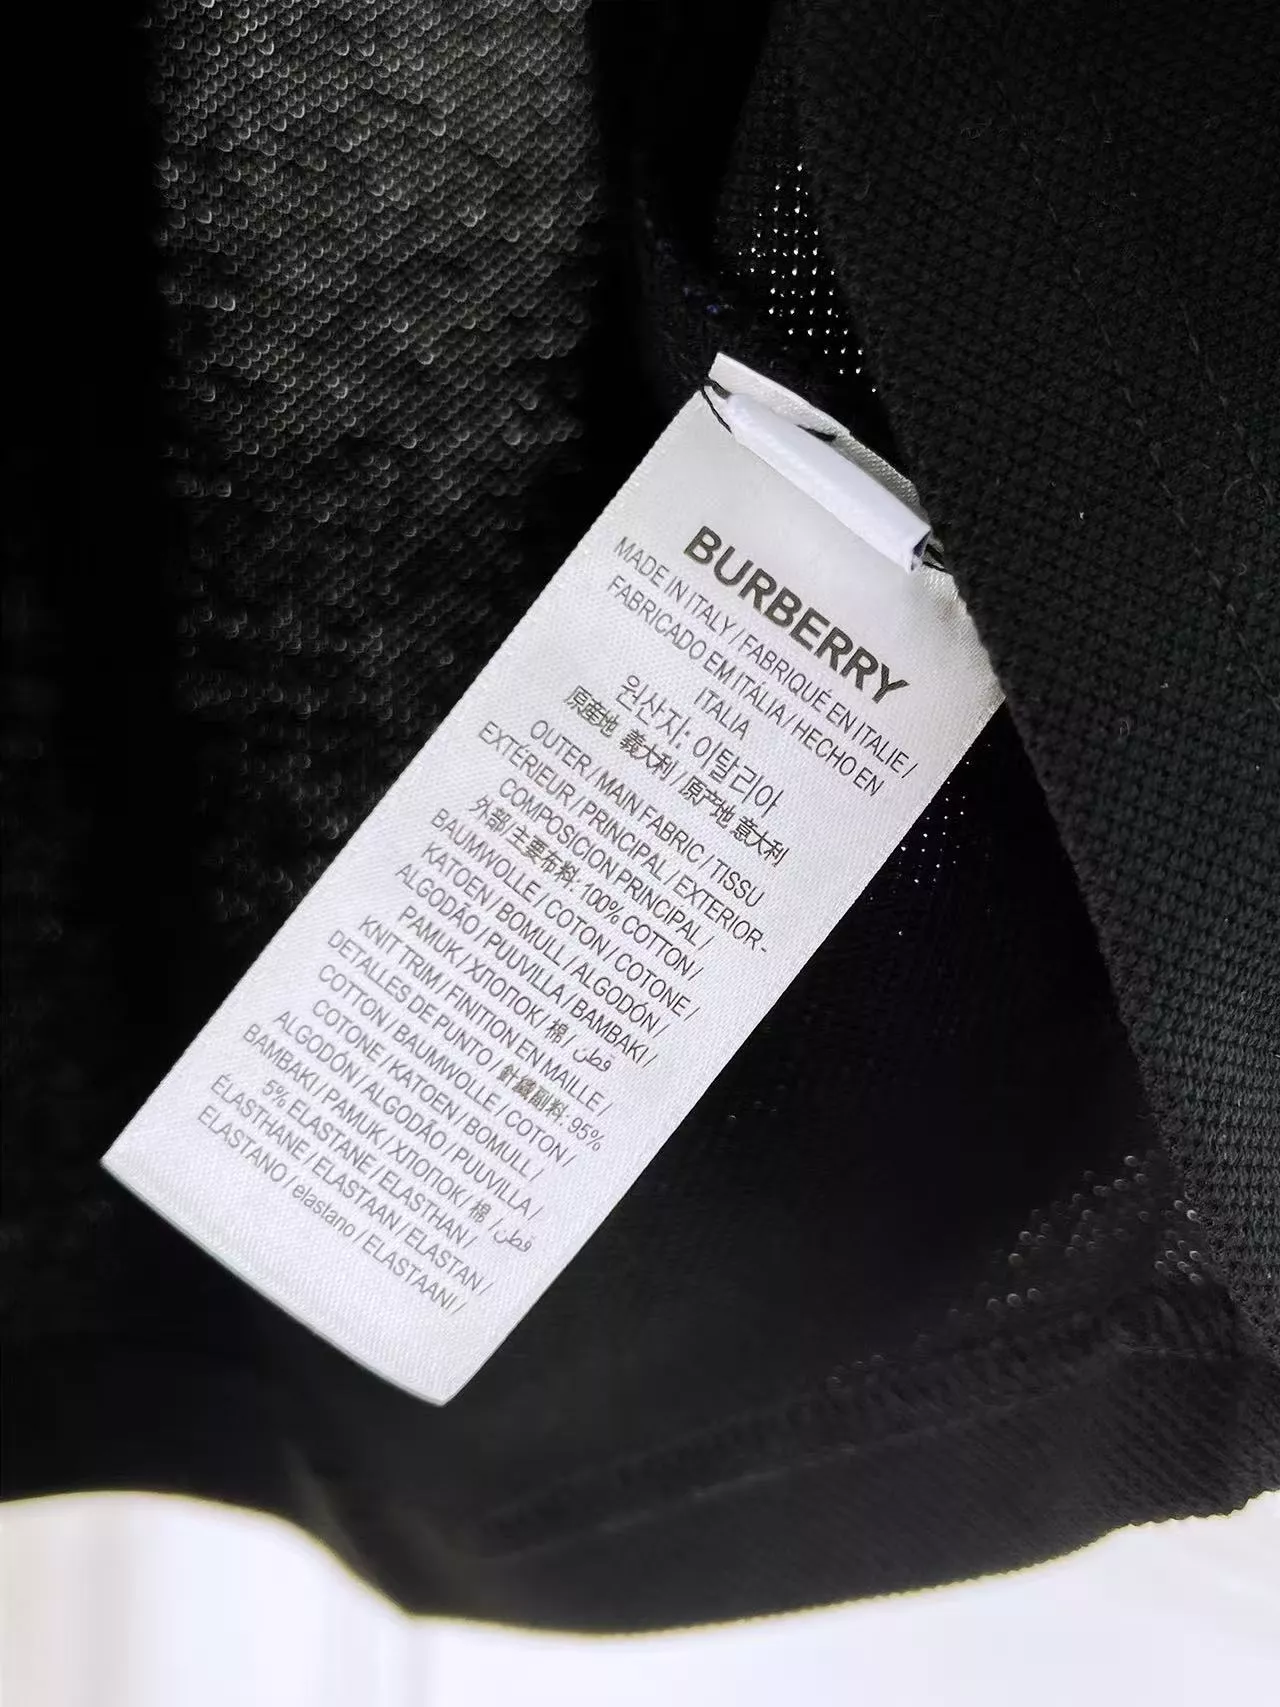 BURBERRY
MADE IN ITALY / FABRIQUÉ EN ITALIE /
FABRICADO EM ITÁLIA / HECHO EN
ITALIA
원산지: 이탈리아
原産地 義大利 / 原产地 意大利
OUTER / MAIN FABRIC / TISSU
EXTÉRIEUR / PRINCIPAL / EXTERIOR -
COMPOSICION PRINCIPAL /
外部 / 主要布料: 100% COTTON /
BAUMWOLLE / COTON / COTONE /
KATOEN / BOMULL / ALGODÓN /
ALGODÃO / PUUVILLA / BAMBAKI /
PAMUK / ХЛОПОК / 棉 / قطن
KNIT TRIM / FINITION EN MAILLE /
DETALLES DE PUNTO / 針織副料: 95%
COTTON / BAUMWOLLE / COTON /
COTONE / KATOEN / BOMULL /
ALGODÓN / ALGODÃO / PUUVILLA /
BAMBAKI / PAMUK / ХЛОПОК / 棉 / قطن
5% ELASTANE / ELASTHAN /
ÉLASTHANE / ELASTAAN / ELASTAN /
ELASTANO / elastano / ELASTAANI /